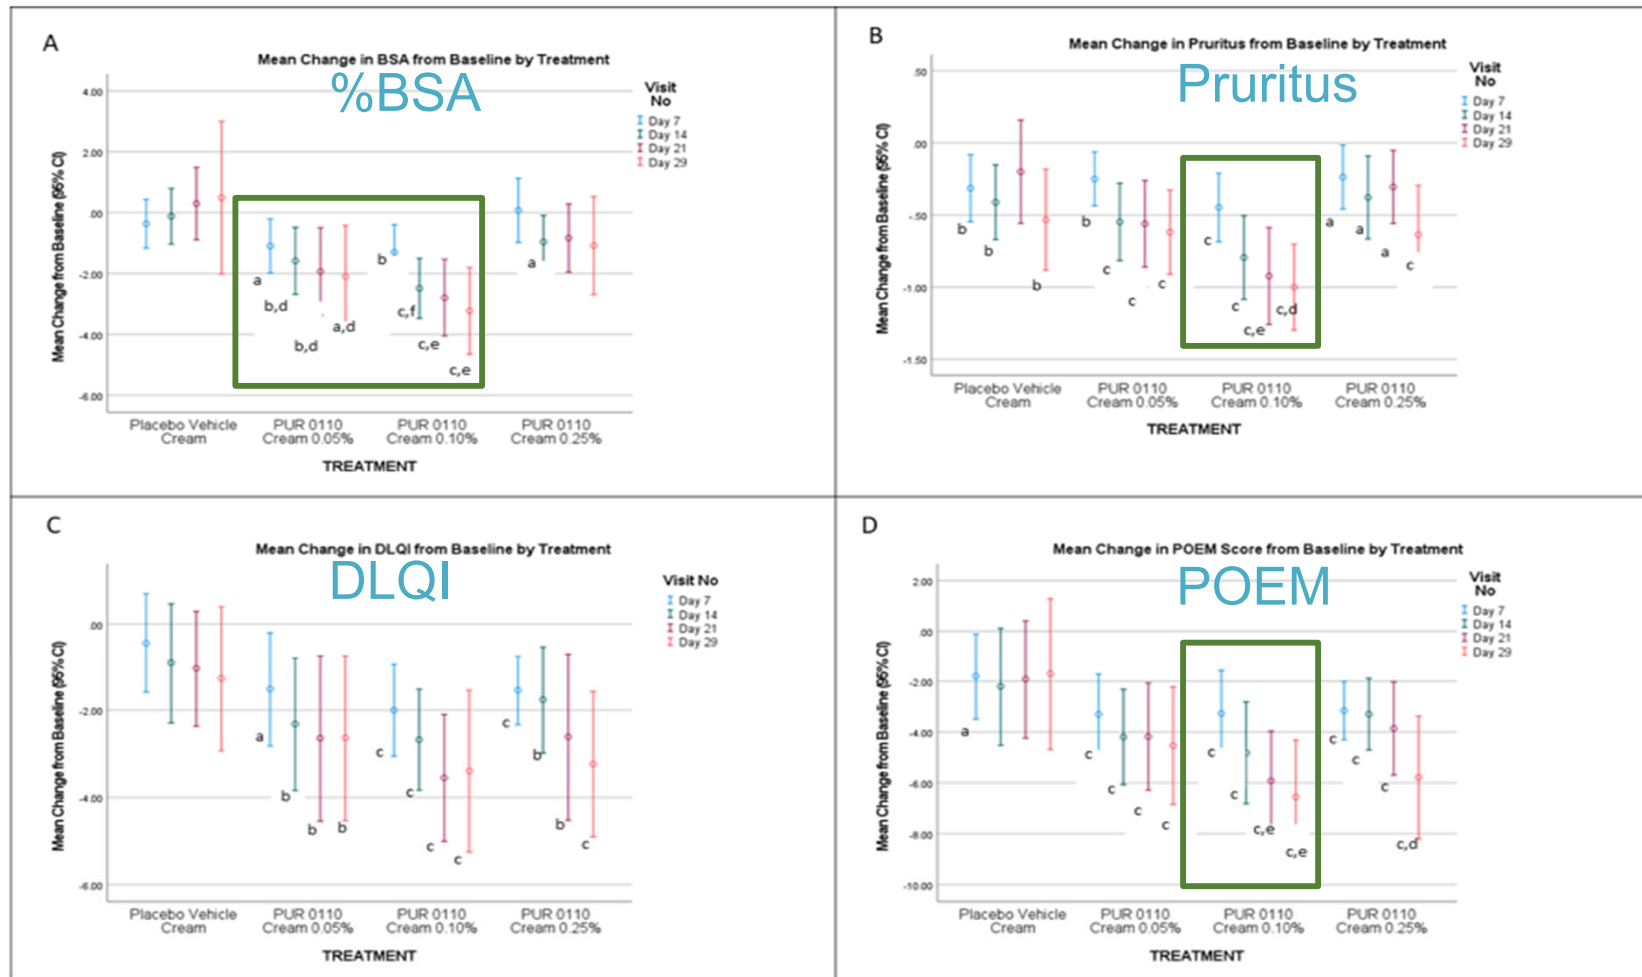 A
Mean Change in BSA from Baseline by Treatment
%BSA
Visit
No
Day 7
Day 14
Day 21
Day 29
Mean Change from Baseline (95% CI)
4.00
2.00
.00
-2.00
-4.00
-6.00
a
b,d
b,d
a,d
b
c,f
c,e
c,e
a
Placebo Vehicle
Cream
PUR 0110
Cream 0.05%
PUR 0110
Cream 0.10%
PUR 0110
Cream 0.25%
TREATMENT
B
Mean Change in Pruritus from Baseline by Treatment
Pruritus
Visit
No
Day 7
Day 14
Day 21
Day 29
Mean Change from Baseline (95% CI)
.50
.00
-.50
-1.00
-1.50
b
b
b
b
c
c
c
c
c
c,e
c,d
a
a
a
c
Placebo Vehicle
Cream
PUR 0110
Cream 0.05%
PUR 0110
Cream 0.10%
PUR 0110
Cream 0.25%
TREATMENT
C
Mean Change in DLQI from Baseline by Treatment
DLQI
Visit No
Day 7
Day 14
Day 21
Day 29
Mean Change from Baseline (95% CI)
.00
-2.00
-4.00
-6.00
a
b
b
b
c
c
c
c
c
b
b
c
Placebo Vehicle
Cream
PUR 0110
Cream 0.05%
PUR 0110
Cream 0.10%
PUR 0110
Cream 0.25%
TREATMENT
D
Mean Change in POEM Score from Baseline by Treatment
POEM
Visit
No
Day 7
Day 14
Day 21
Day 29
Mean Change from Baseline (95% CI)
2.00
.00
-2.00
-4.00
-6.00
-8.00
-10.00
a
c
c
c
c
c
c
c,e
c,e
c
c
c
c,d
Placebo Vehicle
Cream
PUR 0110
Cream 0.05%
PUR 0110
Cream 0.10%
PUR 0110
Cream 0.25%
TREATMENT